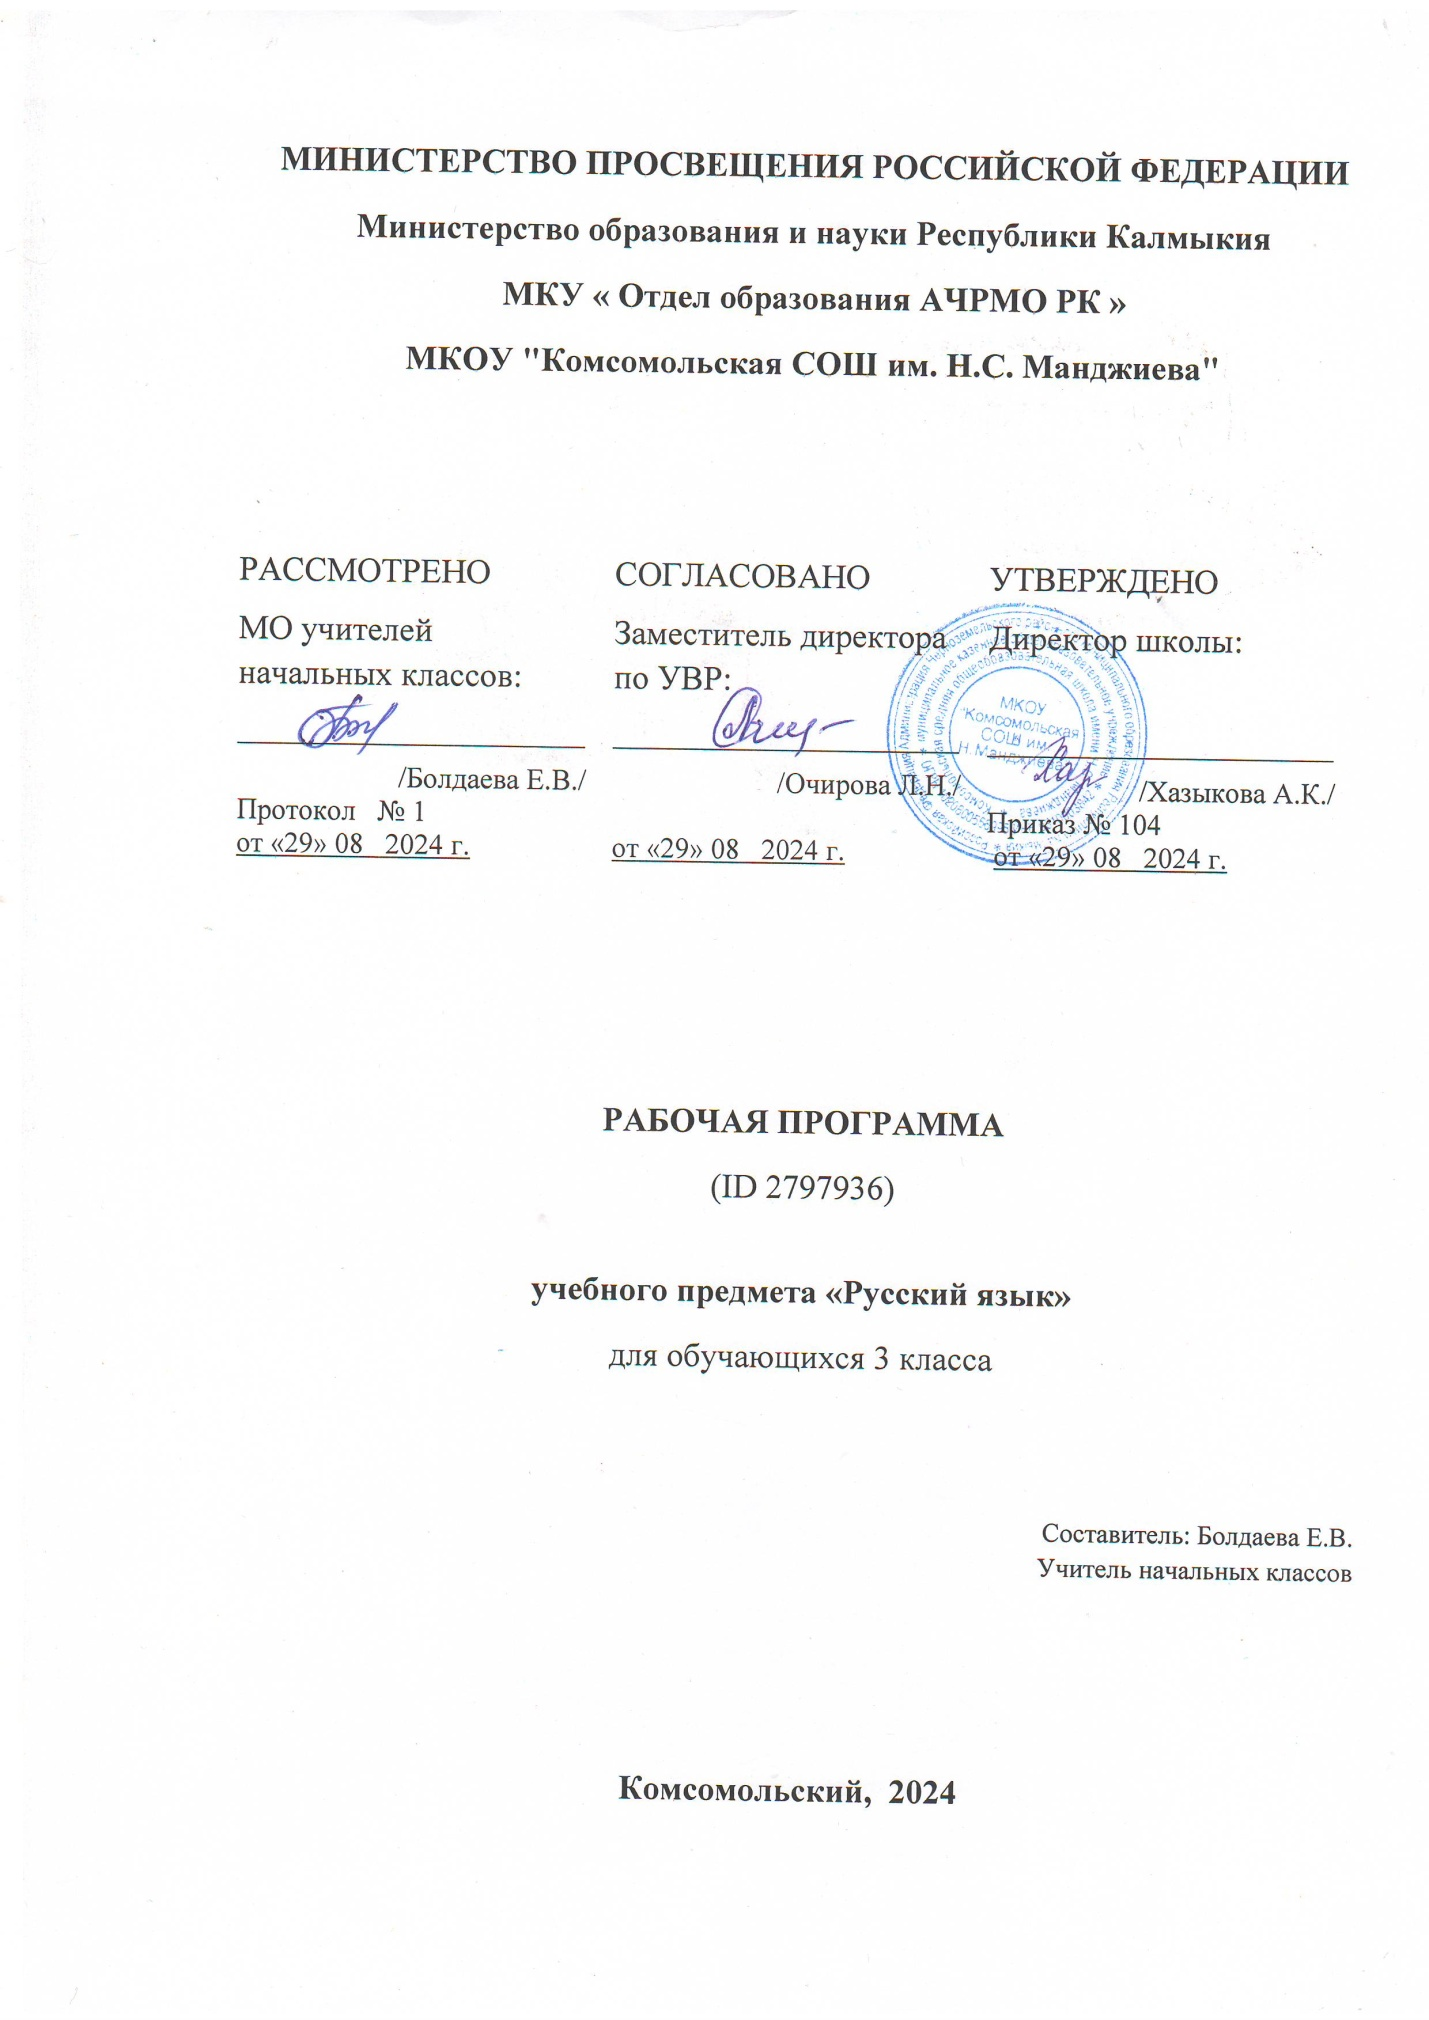 МИНИСТЕРСТВО ПРОСВЕЩЕНИЯ РОССИЙСКОЙ ФЕДЕРАЦИИ
Министерство образования и науки Республики Калмыкия
МКУ « Отдел образования АЧРМО РК »
МКОУ "Комсомольская СОШ им. Н.С. Манджиева"
РАССМОТРЕНО
МО учителей
начальных классов:
/Болдаева Е.В./
Протокол № 1
от «29» 08 2024 г.
СОГЛАСОВАНО
Заместитель директора
по УВР:
/Очирова Л.Н./
от «29» 08 2024 г.
УТВЕРЖДЕНО
Директор школы:
/Хазыкова А.К./
Приказ № 104
от «29» 08 2024 г.
МКОУ
"Комсомольская
СОШ им.
Н. Манджиева"
РАБОЧАЯ ПРОГРАММА
(ID 2797936)
учебного предмета «Русский язык»
для обучающихся 3 класса
Составитель: Болдаева Е.В.
Учитель начальных классов
Комсомольский, 2024